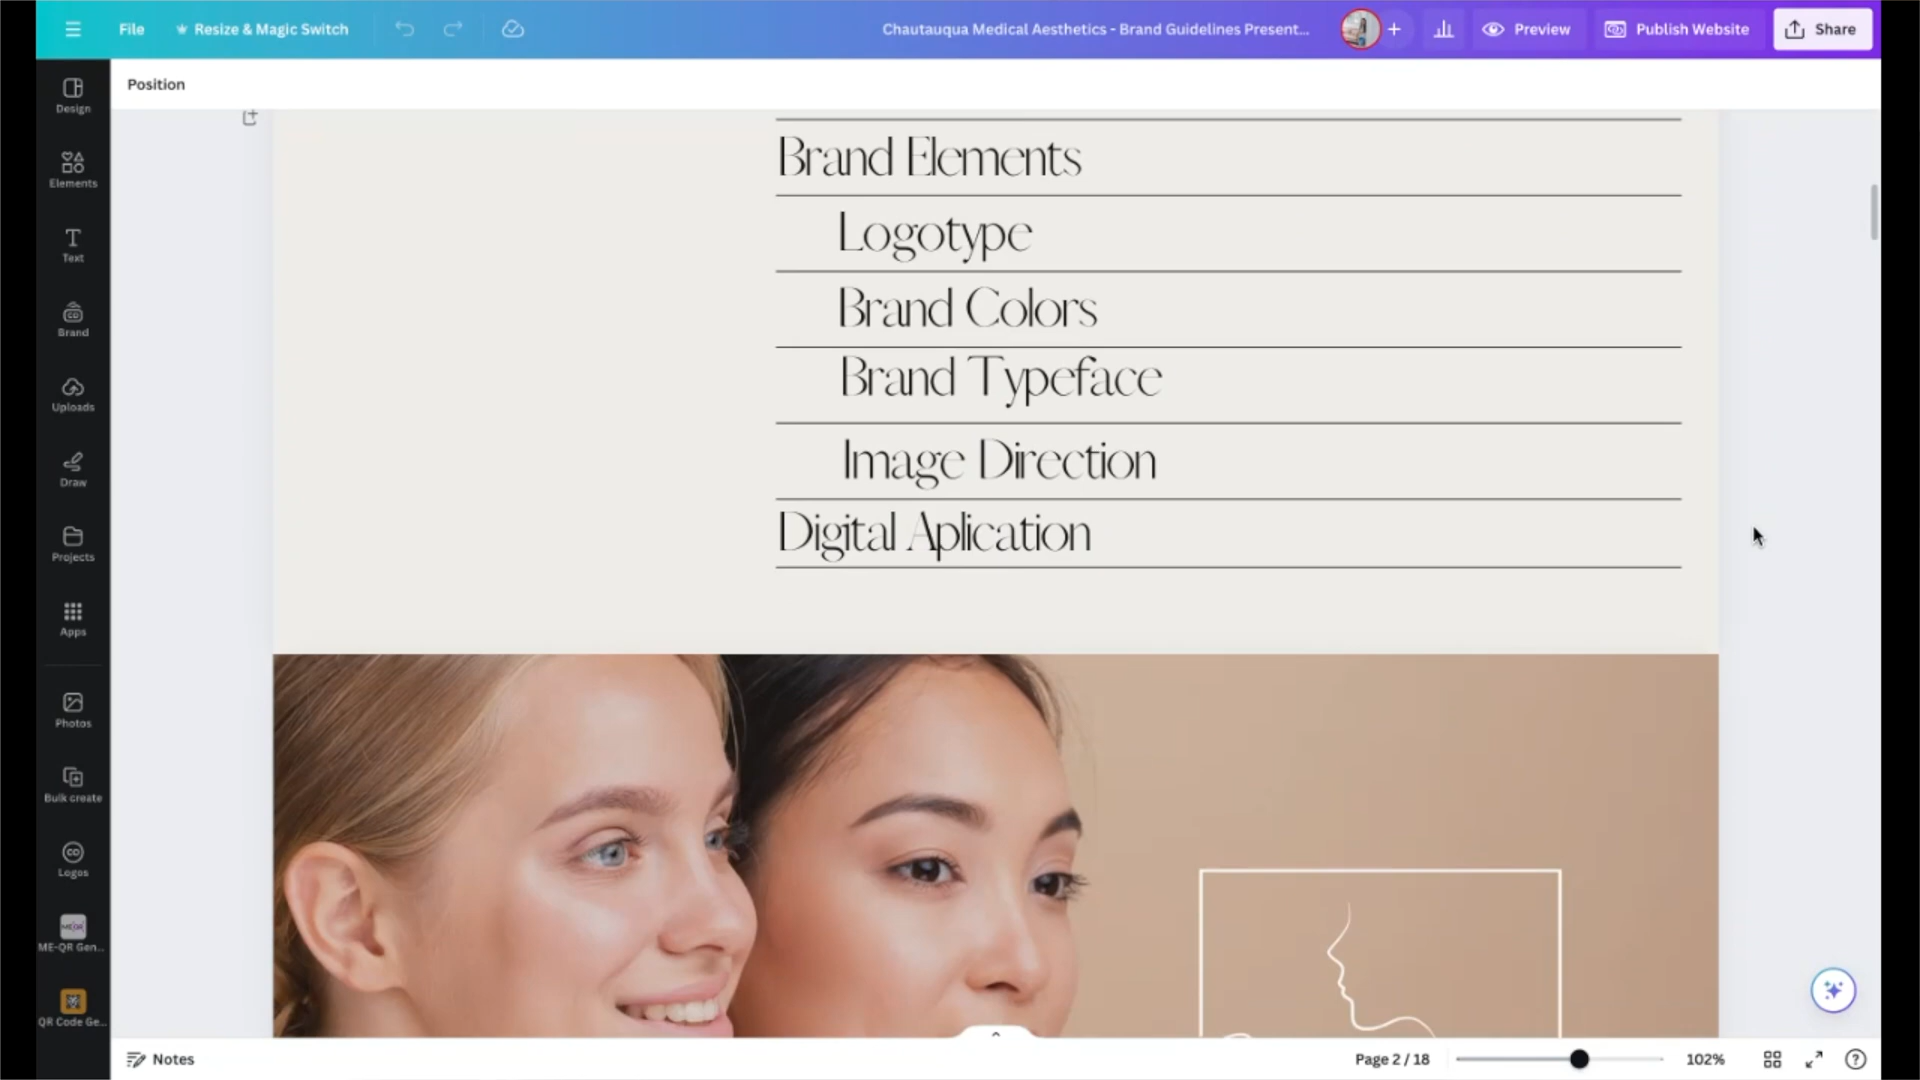 File
Resize & Magic Switch
Chautauqua Medical Aesthetics - Brand Guidelines Present...
Preview
Publish Website
Share
Position
Design
Elements
Text
Brand
Uploads
Draw
Projects
Apps
Photos
Bulk create
Logos
ME-QR Gen...
QR Code Ge...
Brand Elements
Logotype
Brand Colors
Brand Typeface
Image Direction
Digital Aplication
Notes
Page 2 / 18
102%